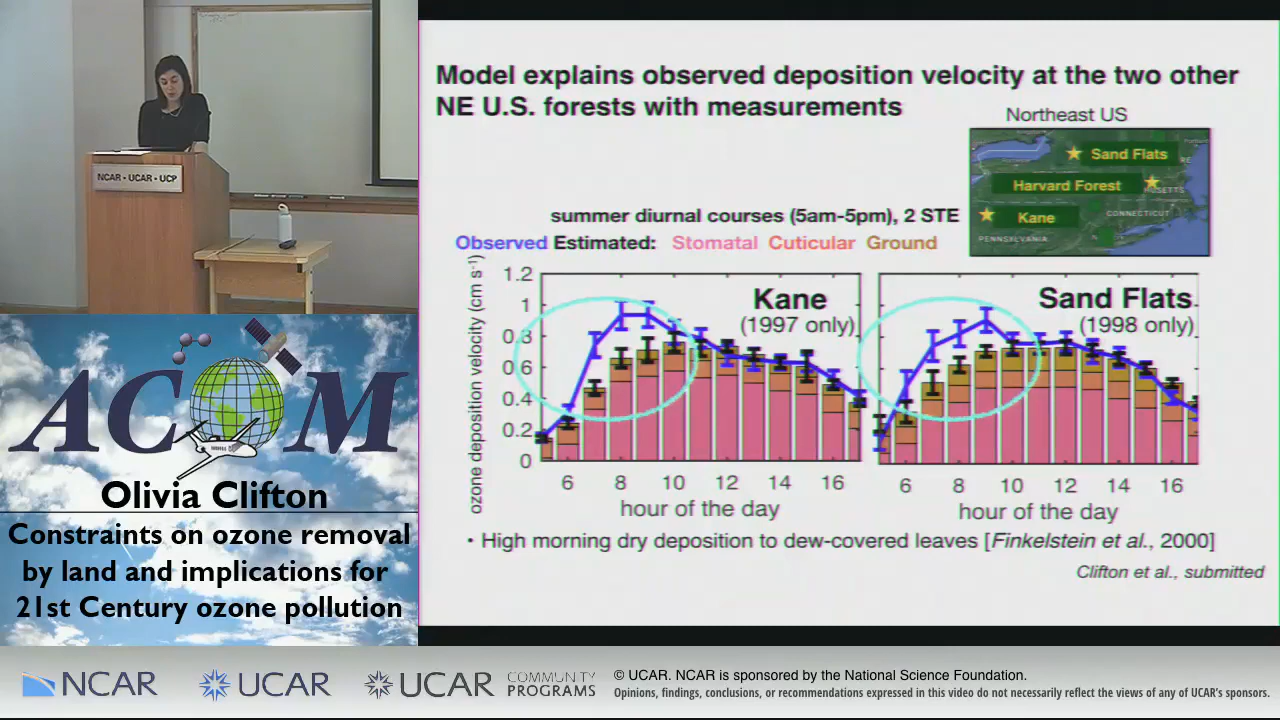 NCAR • UCAR • UCP
ACOM
Olivia Clifton
Constraints on ozone removal
by land and implications for
21st Century ozone pollution
Model explains observed deposition velocity at the two other
NE U.S. forests with measurements
Northeast US
Sand Flats
Harvard Forest
Kane
CONNECTICUT
PENNSYLVANIA
summer diurnal courses (5am-5pm), 2 STE
Observed Estimated: Stomatal Cuticular Ground
ozone deposition velocity (cm s⁻¹)
1.2
1
0.8
0.6
0.4
0.2
0
Kane
(1997 only)
6 8 10 12 14 16
hour of the day
Sand Flats
(1998 only)
6 8 10 12 14 16
hour of the day
• High morning dry deposition to dew-covered leaves [Finkelstein et al., 2000]
Clifton et al., submitted
NCAR
UCAR
UCAR COMMUNITY PROGRAMS
© UCAR. NCAR is sponsored by the National Science Foundation.
Opinions, findings, conclusions, or recommendations expressed in this video do not necessarily reflect the views of any of UCAR's sponsors.